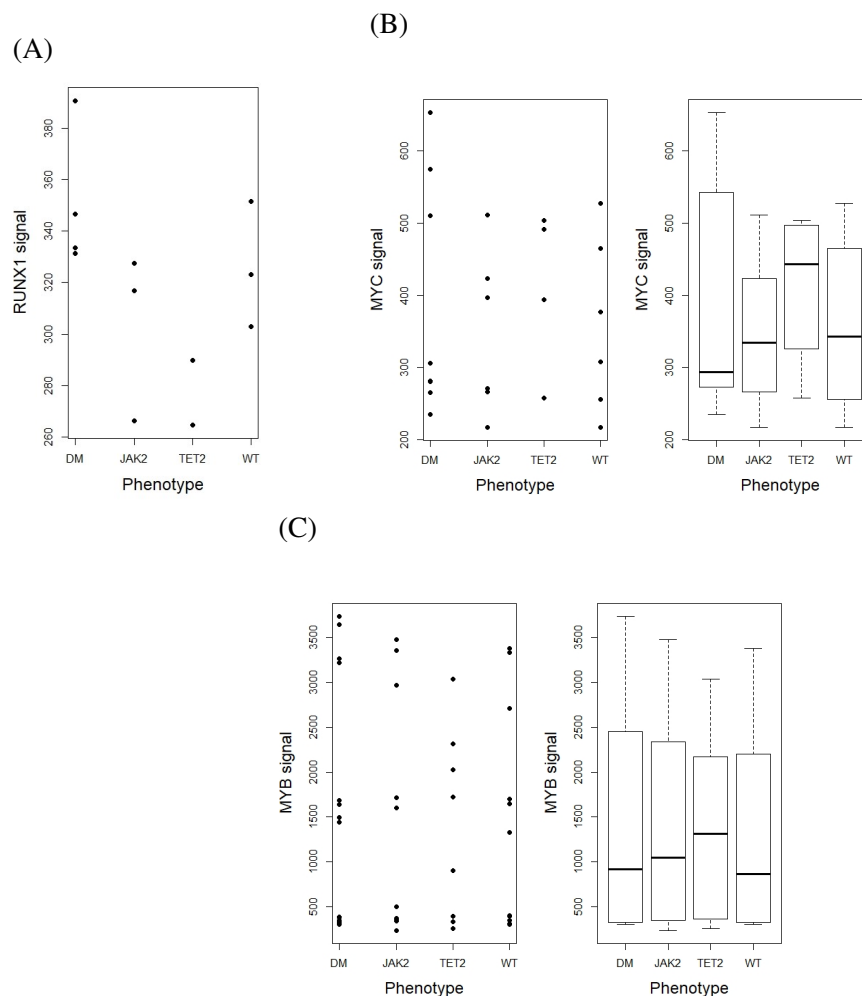 (A)
RUNX1 signal
380
360
340
320
300
280
260
DM JAK2 TET2 WT
Phenotype
(B)
MYC signal
600
500
400
300
200
DM JAK2 TET2 WT
Phenotype
MYC signal
600
500
400
300
200
DM JAK2 TET2 WT
Phenotype
(C)
MYB signal
3500
3000
2500
2000
1500
1000
500
DM JAK2 TET2 WT
Phenotype
MYB signal
3500
3000
2500
2000
1500
1000
500
DM JAK2 TET2 WT
Phenotype